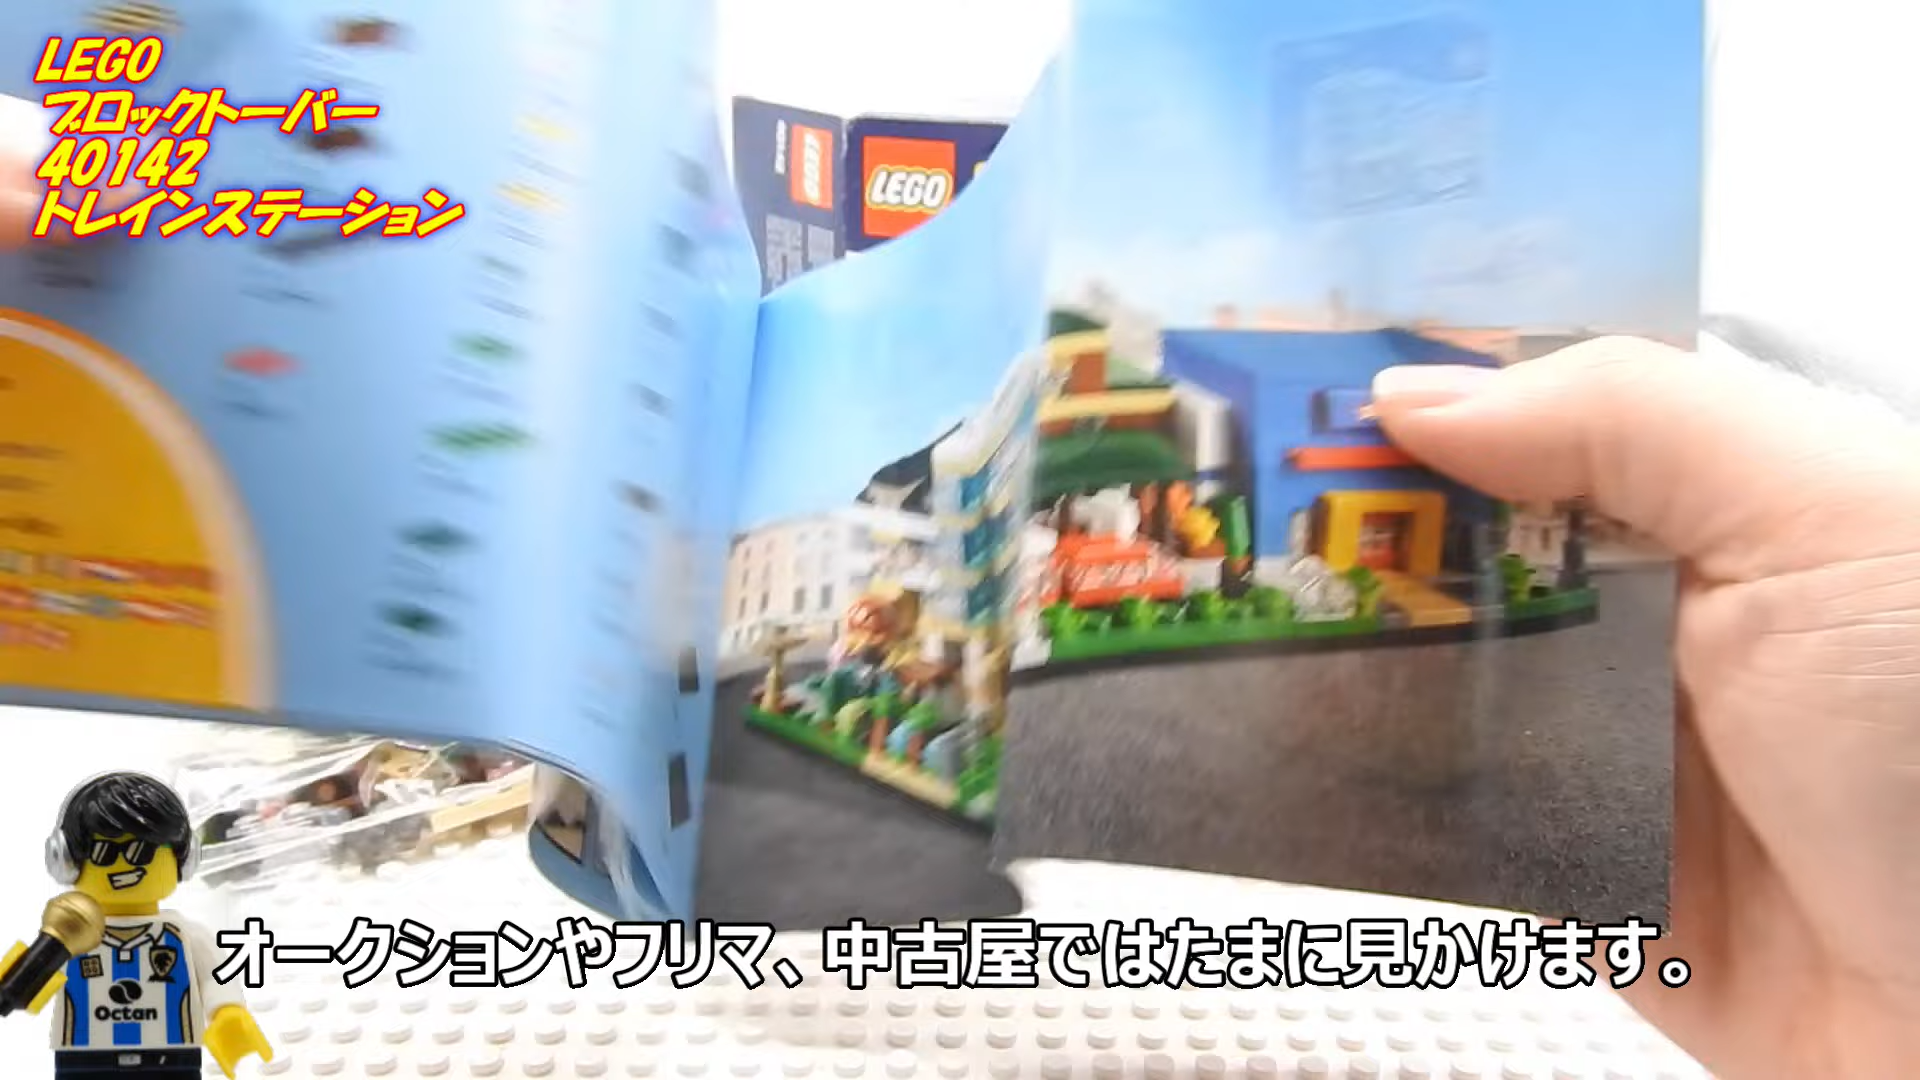 LEGO
ブロックトーバー
40142
トレインステーション
LEGO
LEGO
オークションやフリマ、中古屋ではたまに見かけます。
Octan